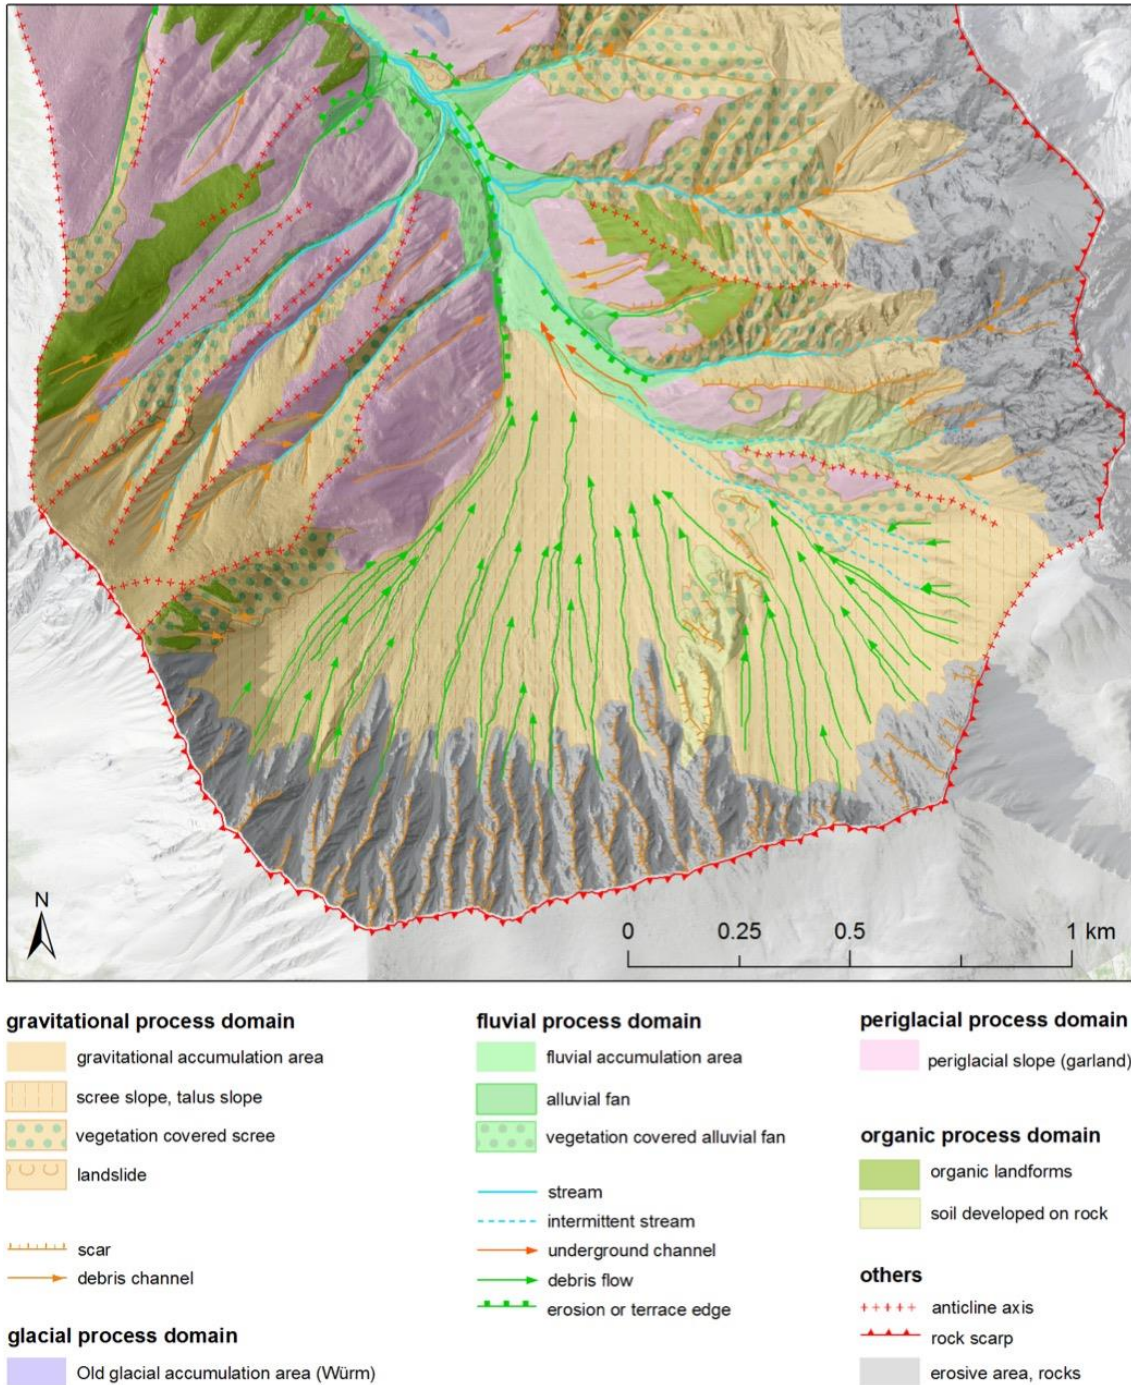 N
0 0.25 0.5 1 km
gravitational process domain
gravitational accumulation area
scree slope, talus slope
vegetation covered scree
landslide
scar
debris channel
glacial process domain
Old glacial accumulation area (Würm)
fluvial process domain
fluvial accumulation area
alluvial fan
vegetation covered alluvial fan
stream
intermittent stream
underground channel
debris flow
erosion or terrace edge
periglacial process domain
periglacial slope (garland)
organic process domain
organic landforms
soil developed on rock
others
anticline axis
rock scarp
erosive area, rocks